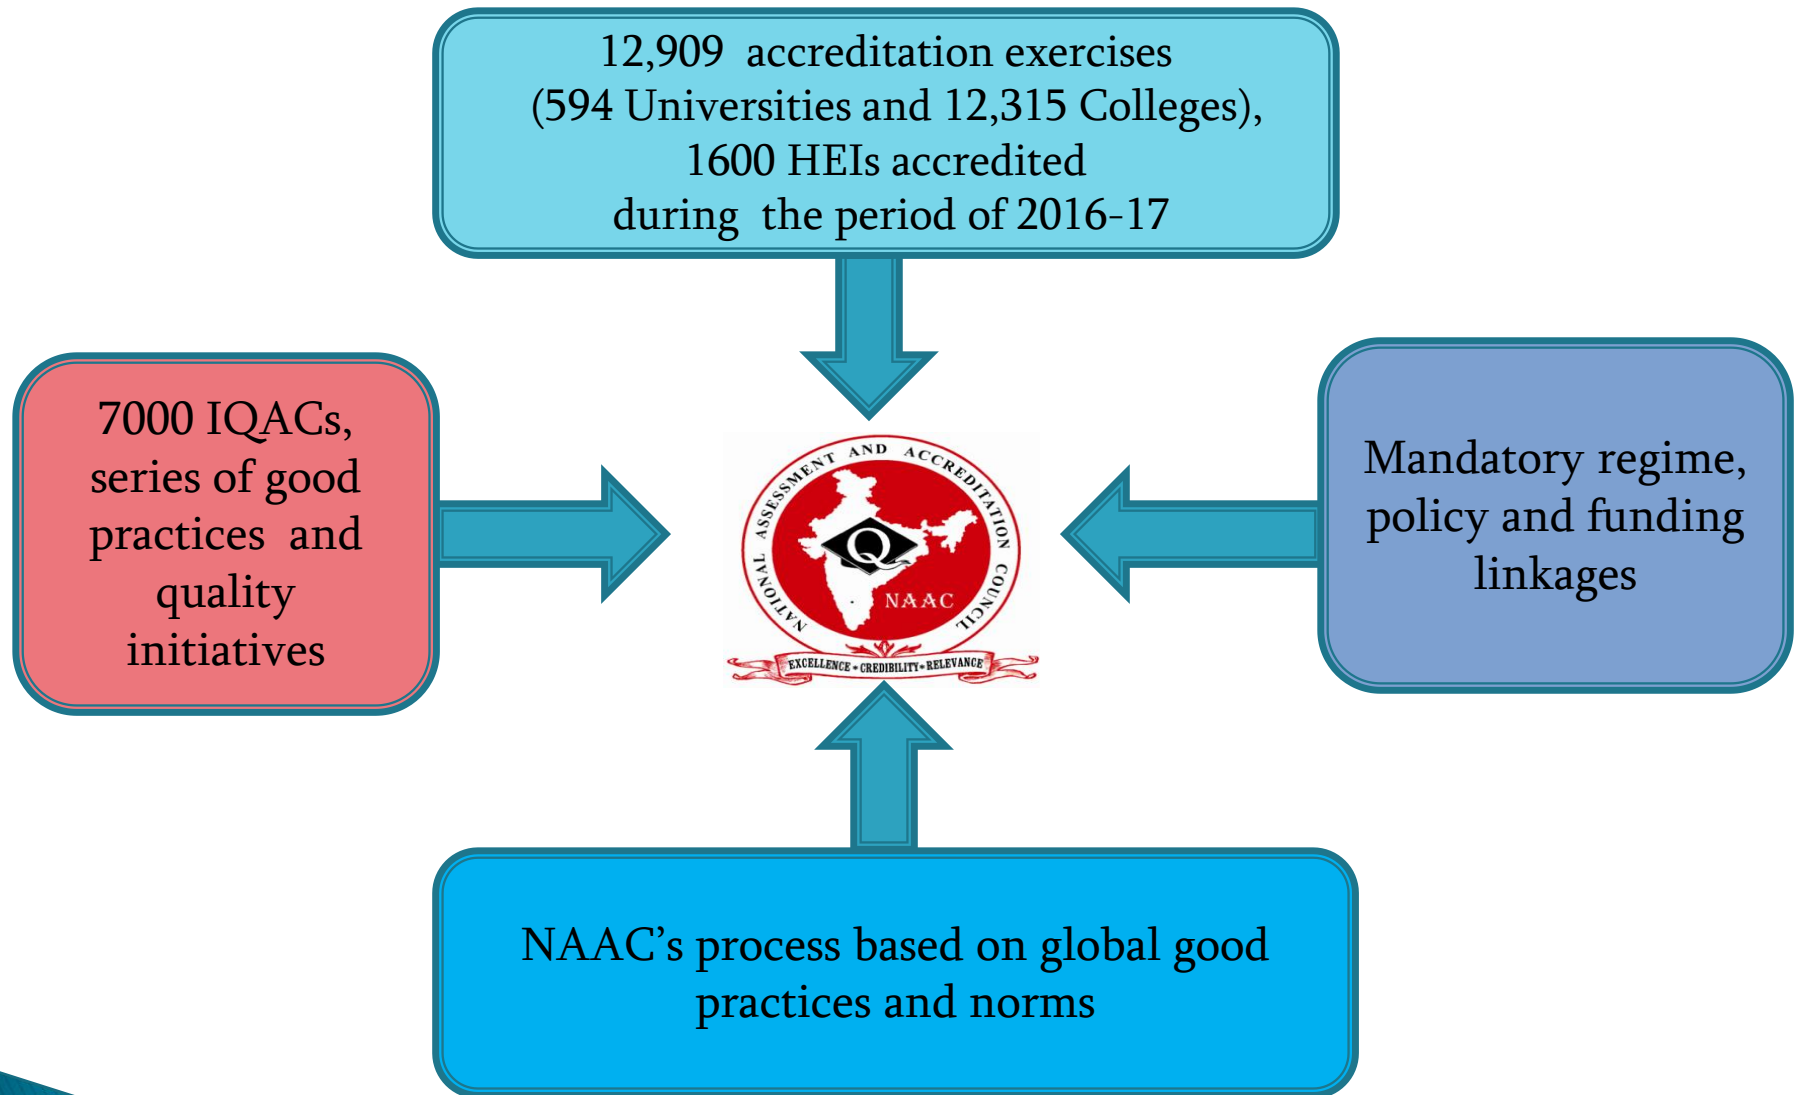 12,909 accreditation exercises
(594 Universities and 12,315 Colleges),
1600 HEIs accredited
during the period of 2016-17
7000 IQACs,
series of good
practices and
quality
initiatives
NATIONAL ASSESSMENT AND ACCREDITATION COUNCIL
Q
NAAC
EXCELLENCE • CREDIBILITY • RELEVANCE
Mandatory regime,
policy and funding
linkages
NAAC’s process based on global good
practices and norms